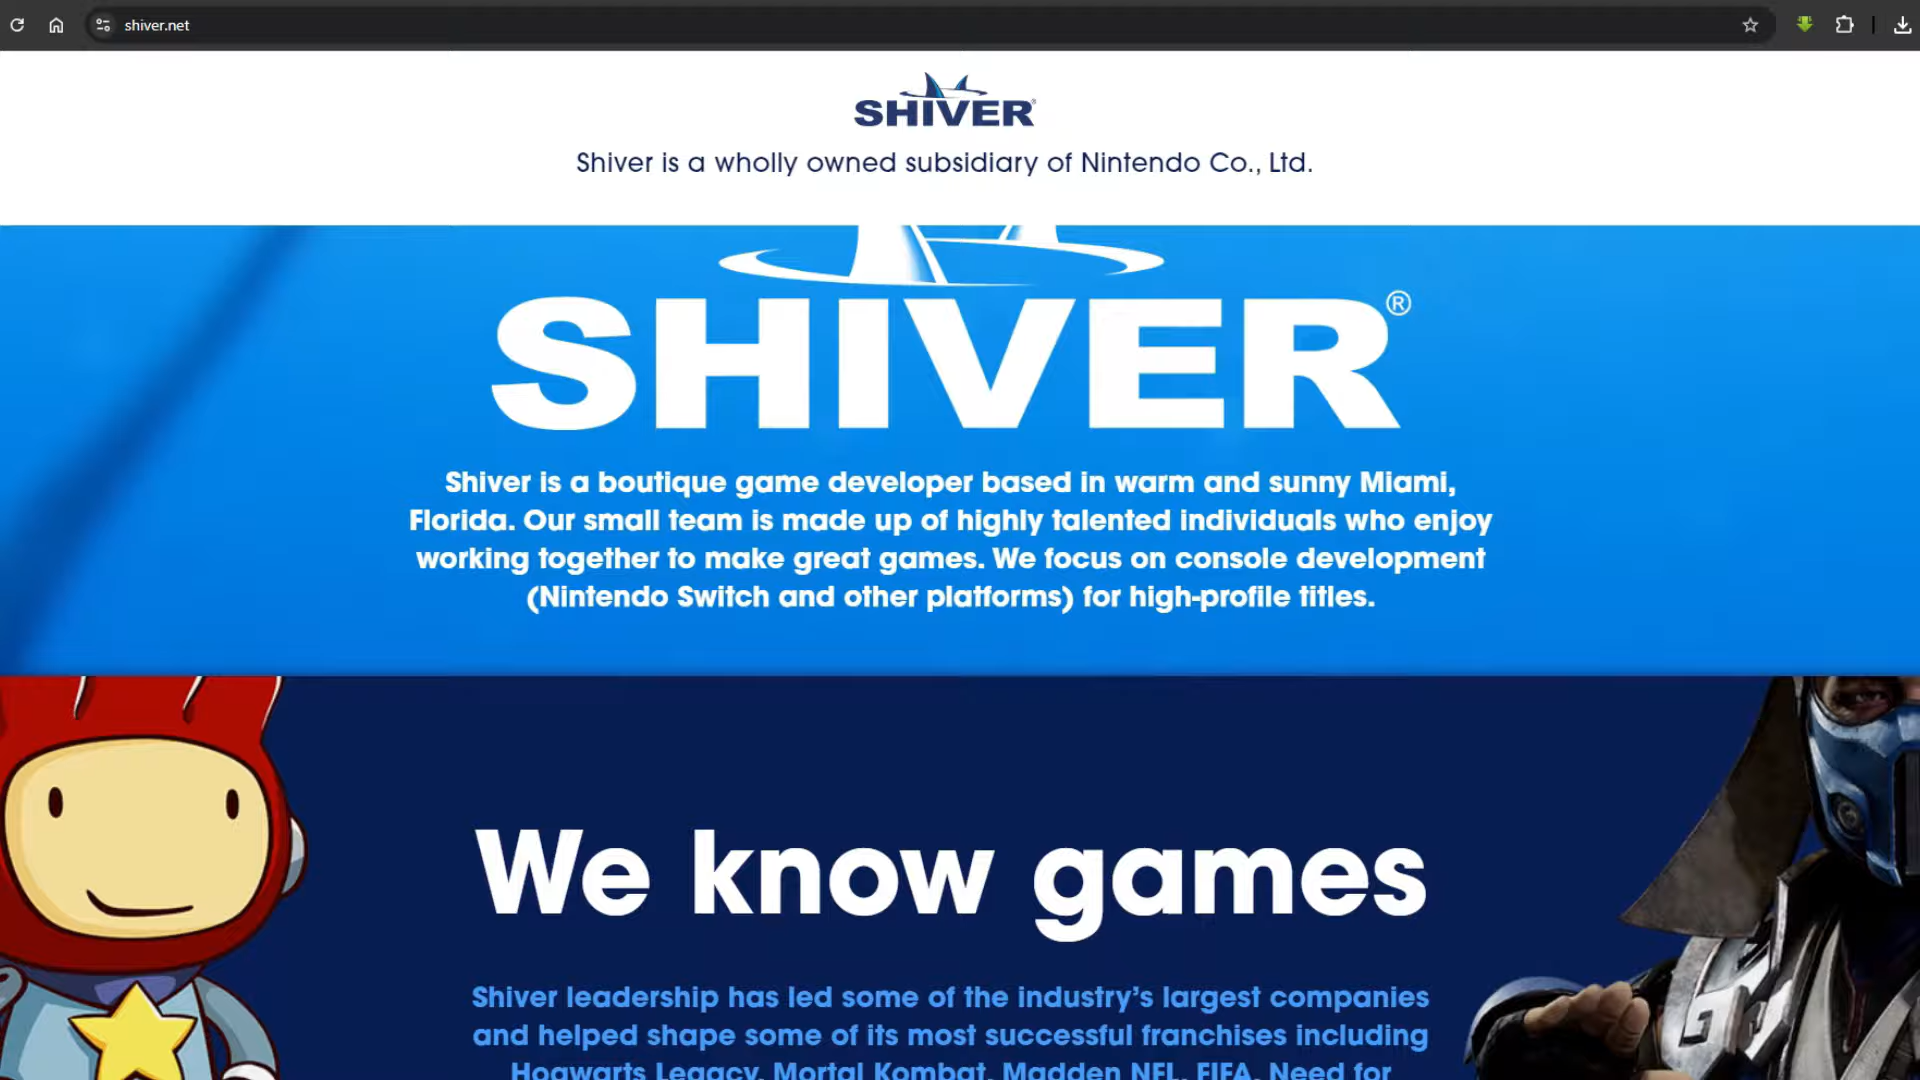 shiver.net
SHIVER
Shiver is a wholly owned subsidiary of Nintendo Co., Ltd.
SHIVER®
Shiver is a boutique game developer based in warm and sunny Miami,
Florida. Our small team is made up of highly talented individuals who enjoy
working together to make great games. We focus on console development
(Nintendo Switch and other platforms) for high-profile titles.
We know games
Shiver leadership has led some of the industry’s largest companies
and helped shape some of its most successful franchises including
Hogwarts Legacy, Mortal Kombat, Madden NFL, FIFA, Need for